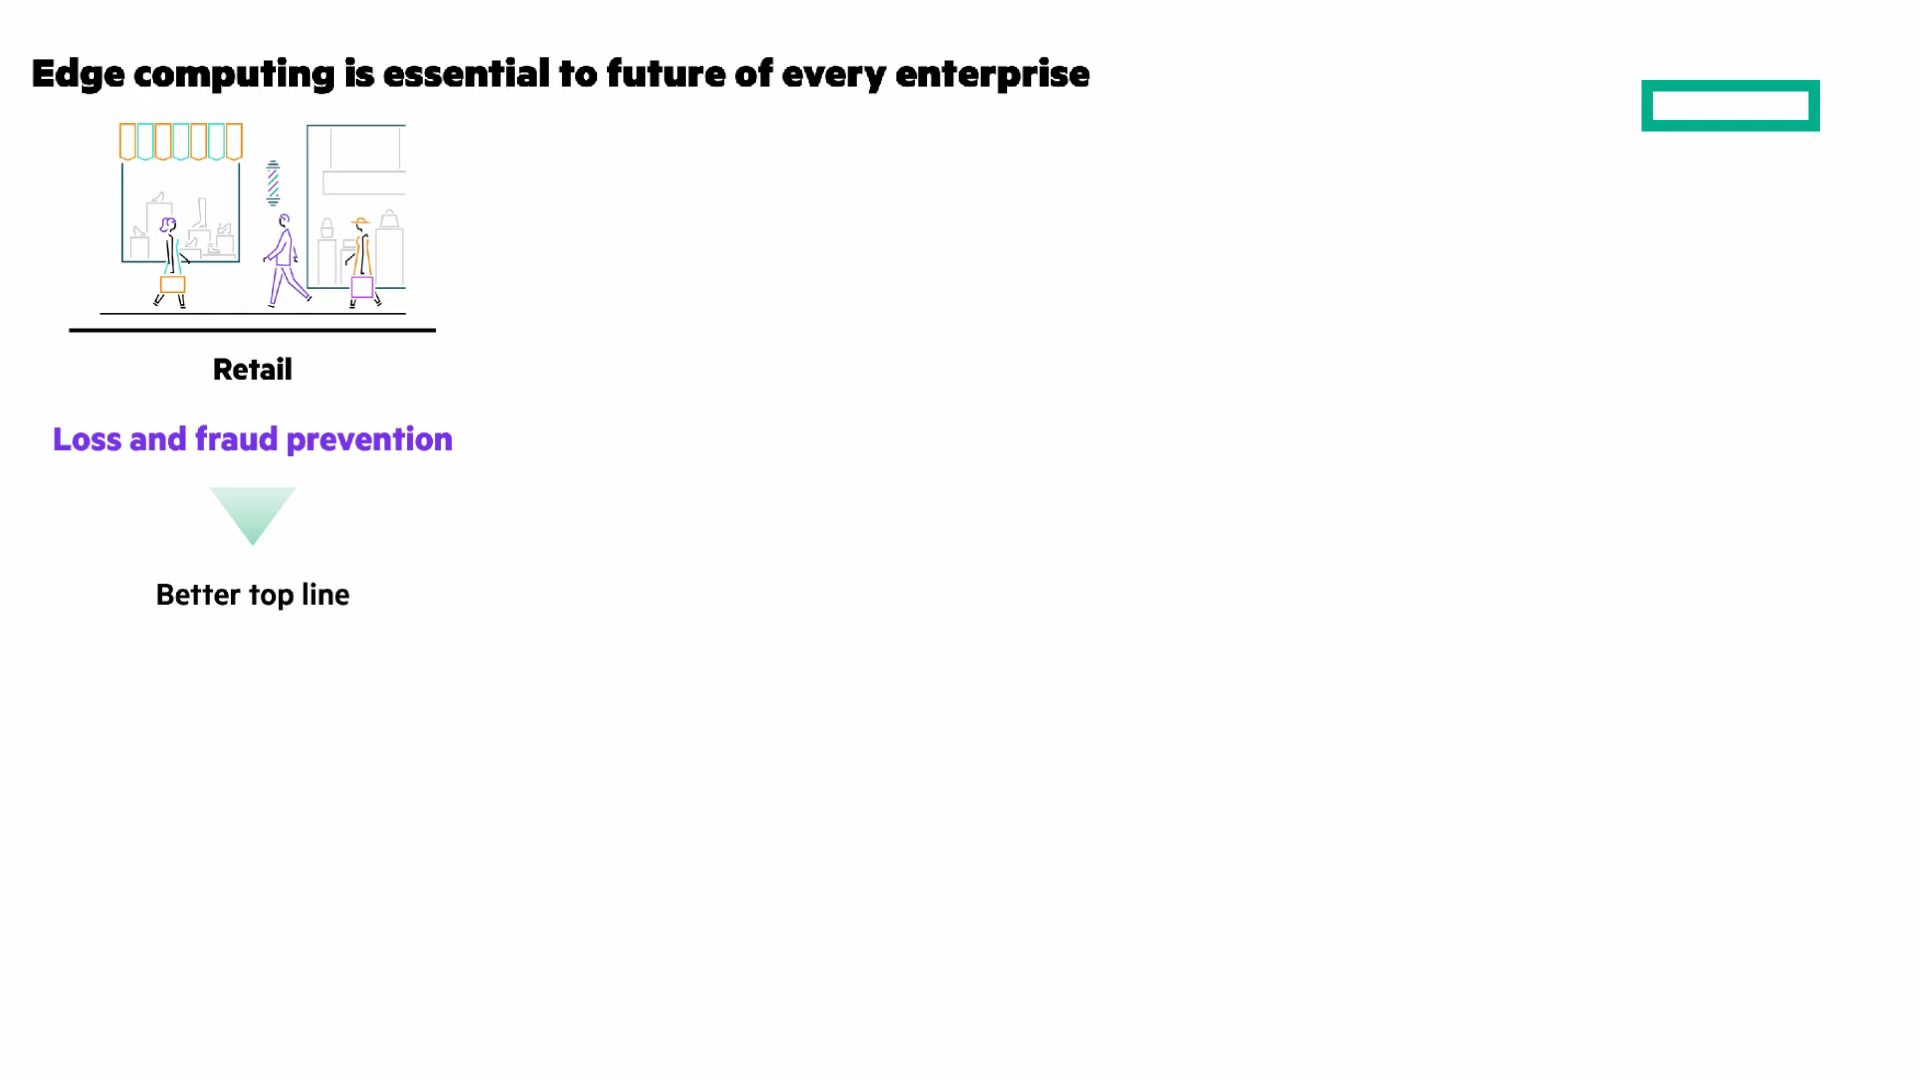 Edge computing is essential to future of every enterprise
Retail
Loss and fraud prevention
Better top line